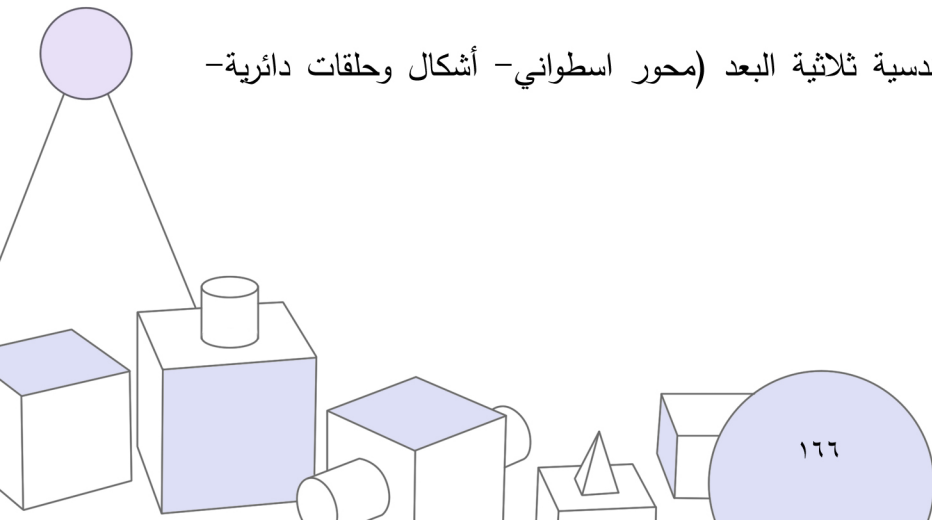 دسية ثلاثية البعد (محور اسطواني- أشكال وحلقات دائرية-
١٦٦